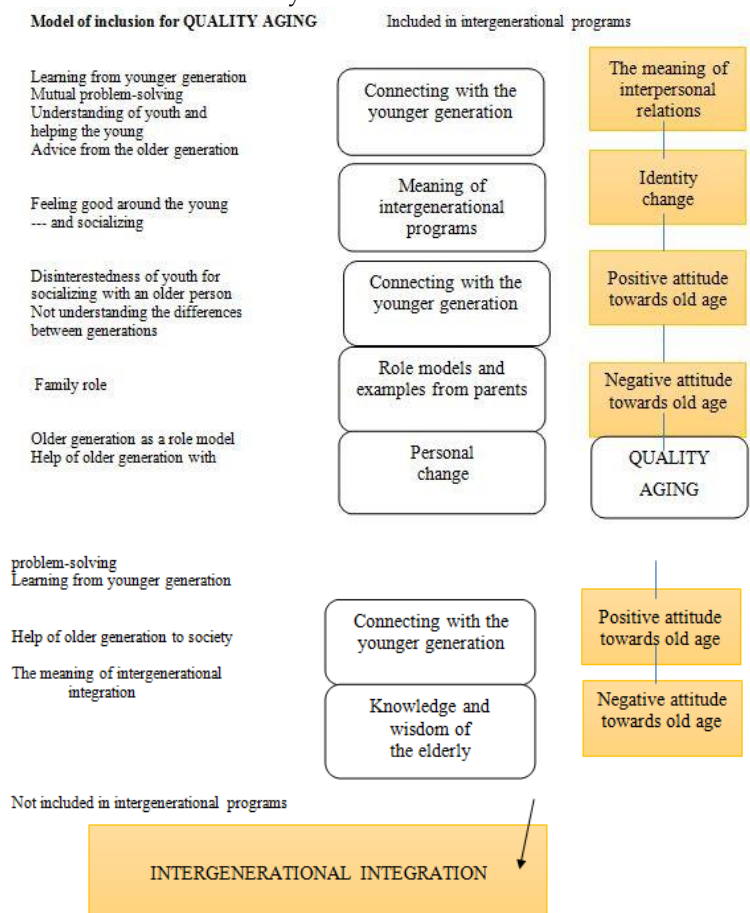 Model of inclusion for QUALITY AGING
Included in intergenerational programs
Learning from younger generation
Mutual problem-solving
Understanding of youth and
helping the young
Advice from the older generation
Connecting with the
younger generation
The meaning of
interpersonal
relations
Feeling good around the young
--- and socializing
Meaning of
intergenerational
programs
Identity
change
Disinterestedness of youth for
socializing with an older person
Not understanding the differences
between generations
Connecting with the
younger generation
Positive attitude
towards old age
Family role
Role models and
examples from parents
Negative attitude
towards old age
Older generation as a role model
Help of older generation with
Personal
change
QUALITY
AGING
problem-solving
Learning from younger generation
Help of older generation to society
The meaning of intergenerational
integration
Connecting with the
younger generation
Positive attitude
towards old age
Knowledge and
wisdom of
the elderly
Negative attitude
towards old age
Not included in intergenerational programs
INTERGENERATIONAL INTEGRATION